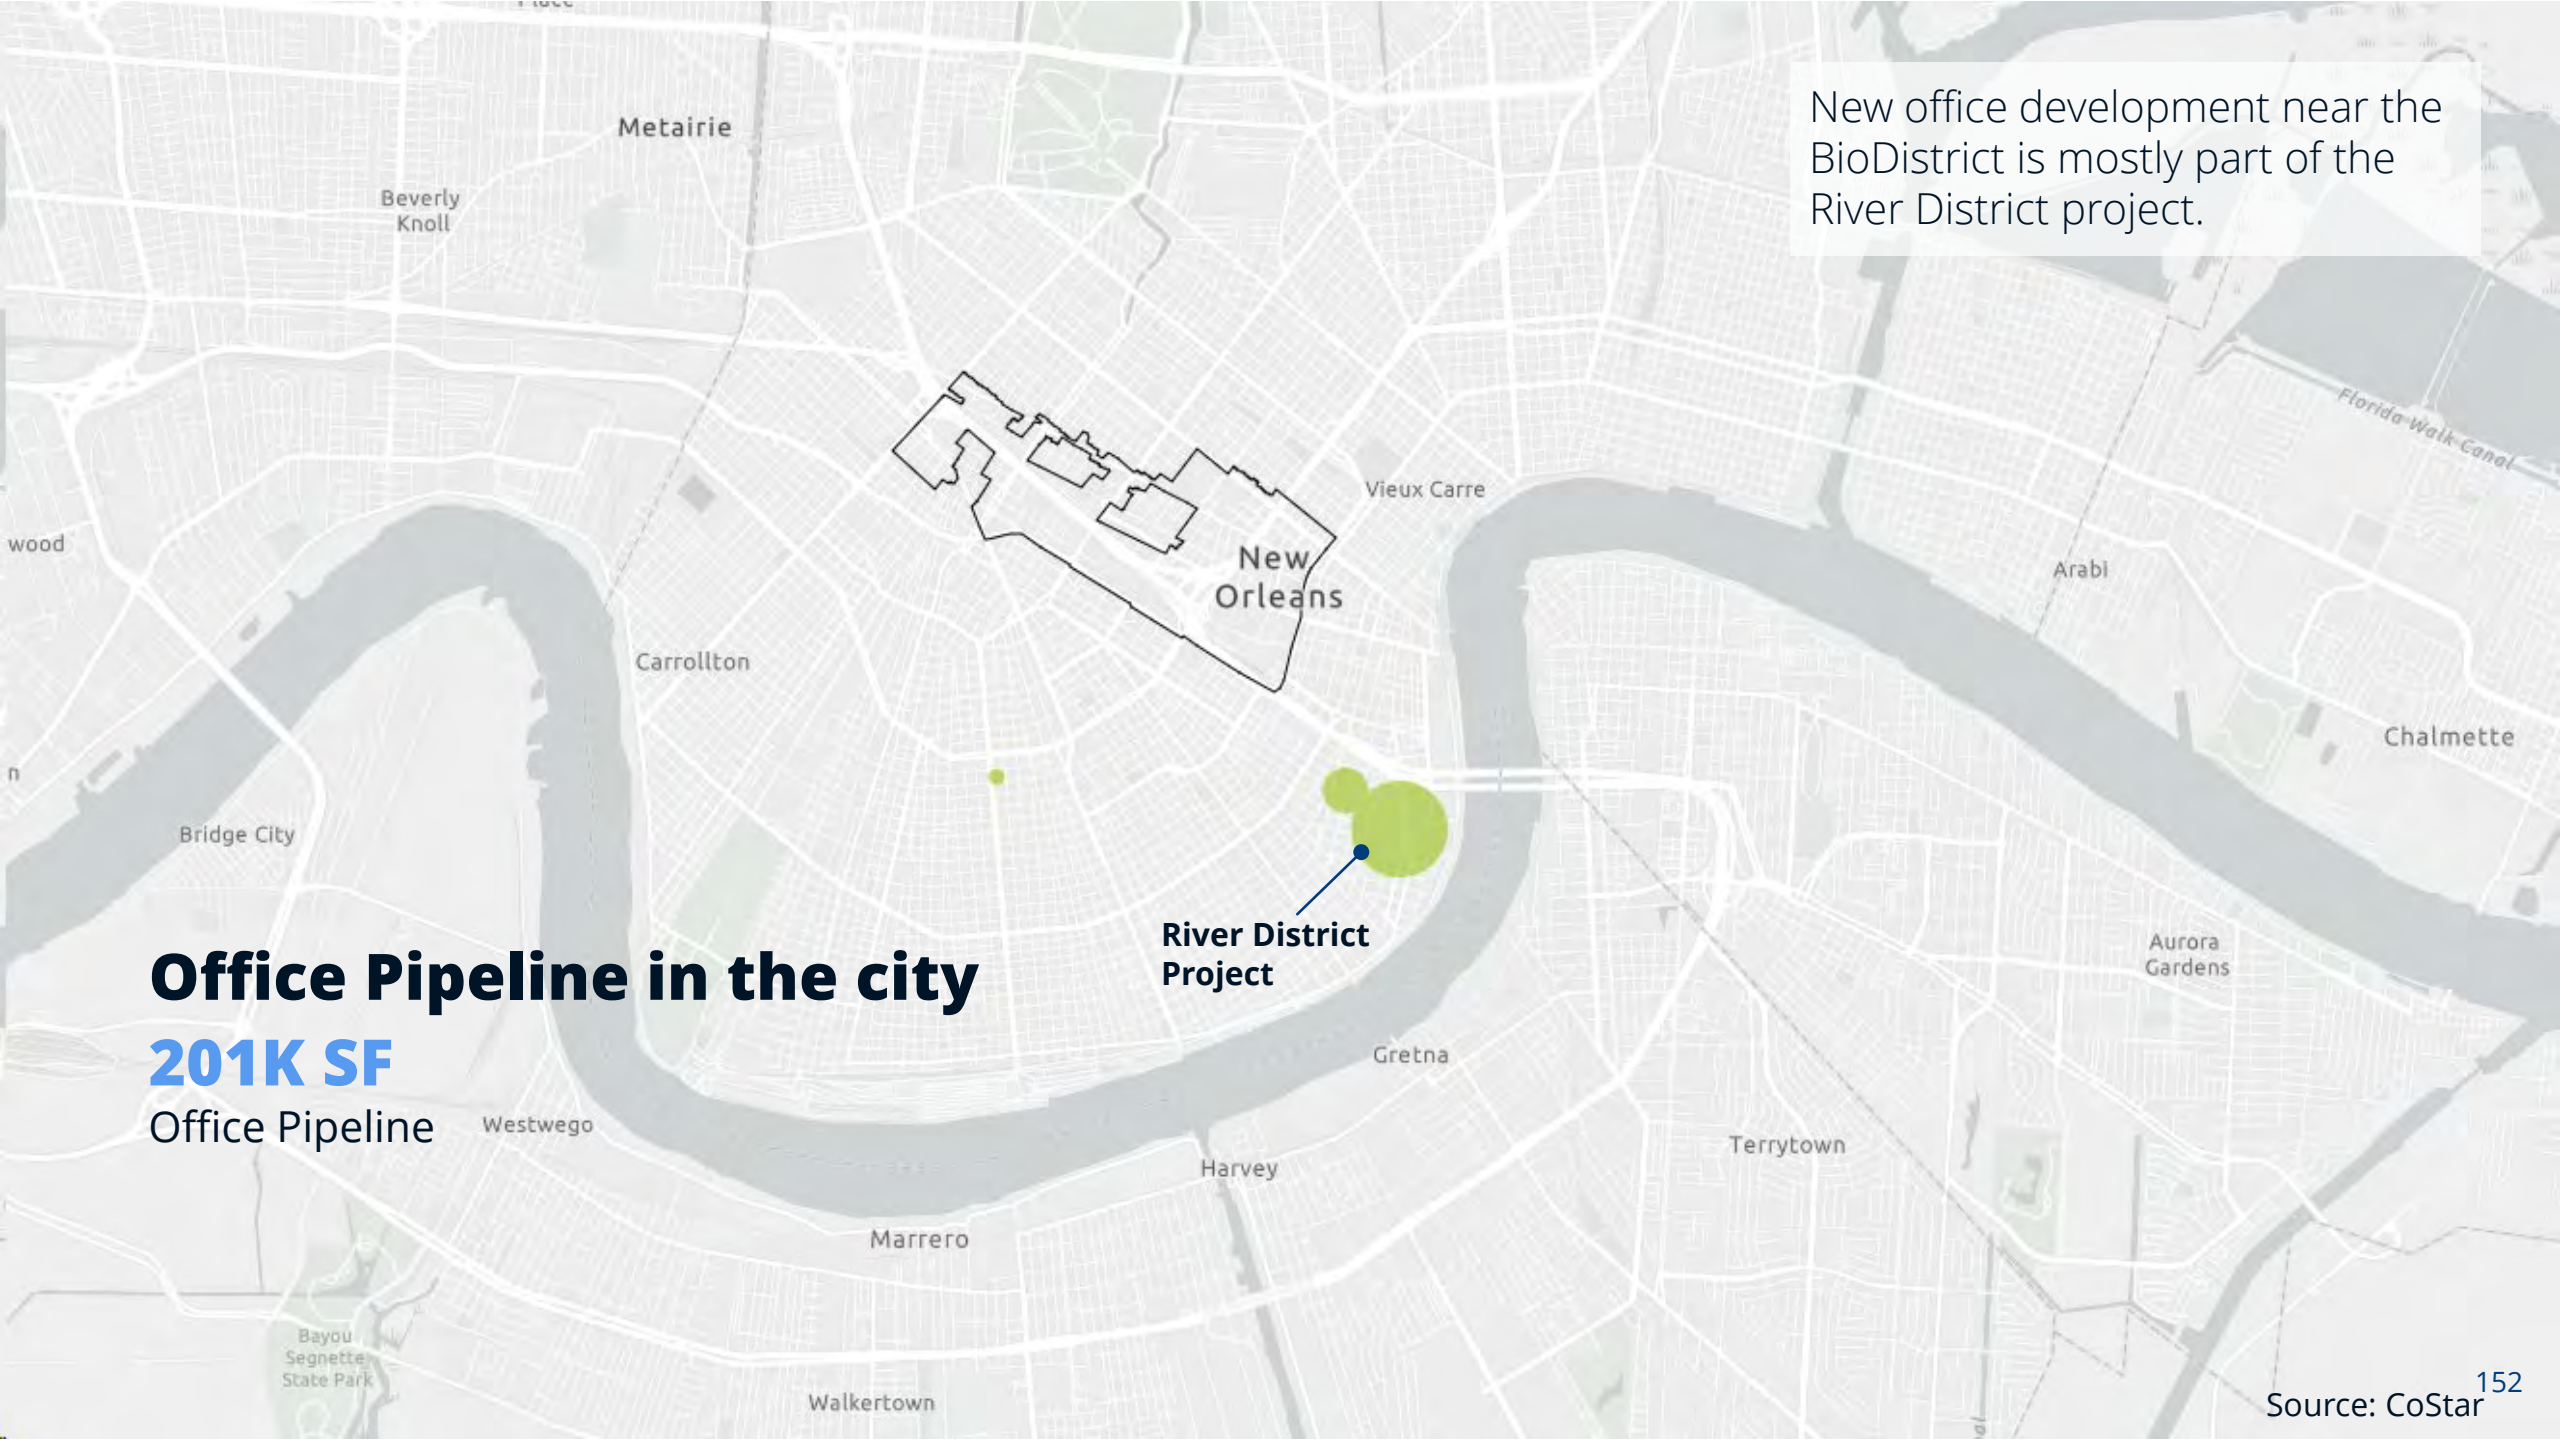 New office development near the
BioDistrict is mostly part of the
River District project.
Metairie
Beverly
Knoll
Florida Walk Canal
Vieux Carre
wood
New
Orleans
Arabi
Carrollton
Chalmette
n
Bridge City
River District
Project
Aurora
Gardens
Office Pipeline in the city
201K SF
Office Pipeline
Gretna
Westwego
Terrytown
Harvey
Marrero
Bayou
Segnette
State Park
Walkertown
152
Source: CoStar